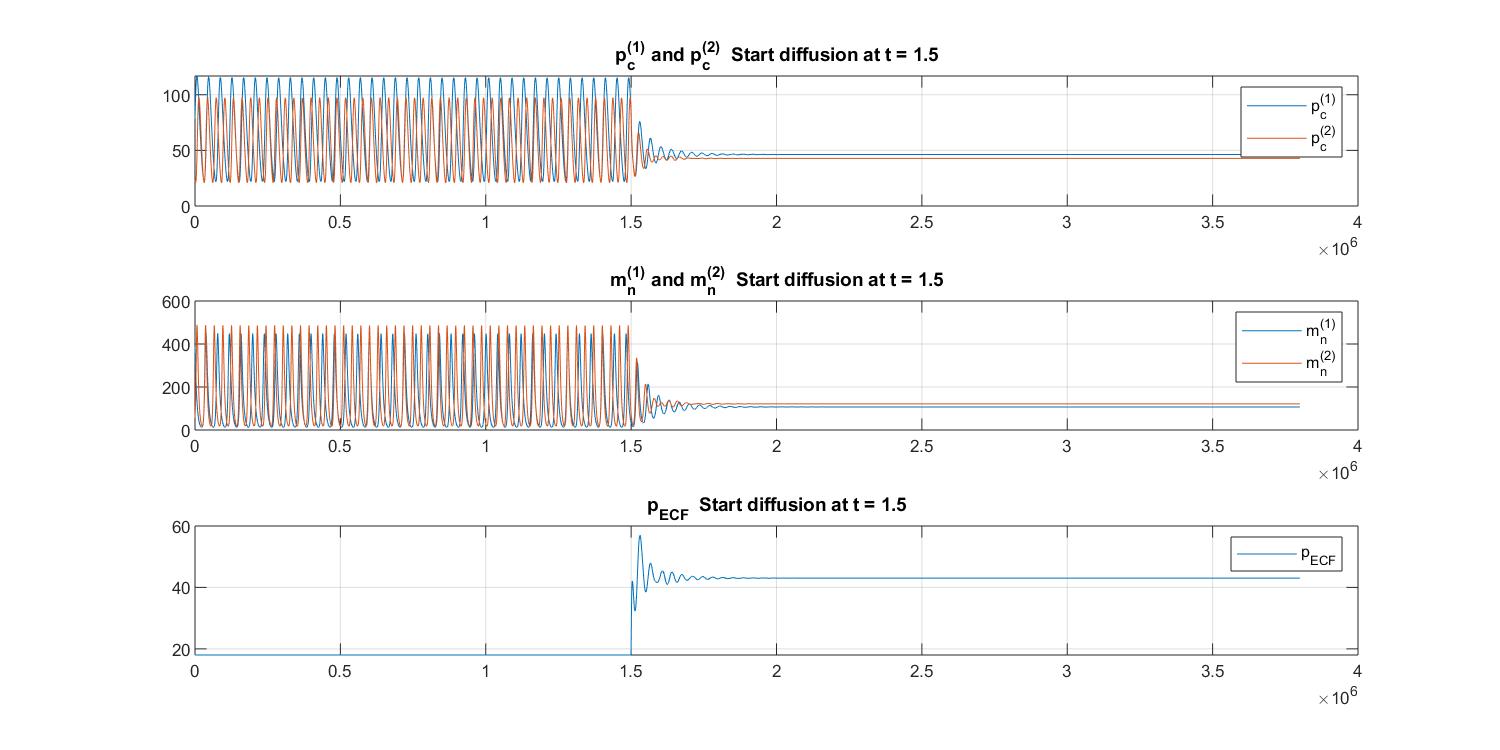 p_c^(1) and p_c^(2) Start diffusion at t = 1.5
100
50
0
0 0.5 1 1.5 2 2.5 3 3.5 4
×10^6
p_c^(1)
p_c^(2)
m_n^(1) and m_n^(2) Start diffusion at t = 1.5
600
400
200
0
0 0.5 1 1.5 2 2.5 3 3.5 4
×10^6
m_n^(1)
m_n^(2)
p_ECF Start diffusion at t = 1.5
60
40
20
0 0.5 1 1.5 2 2.5 3 3.5 4
×10^6
p_ECF